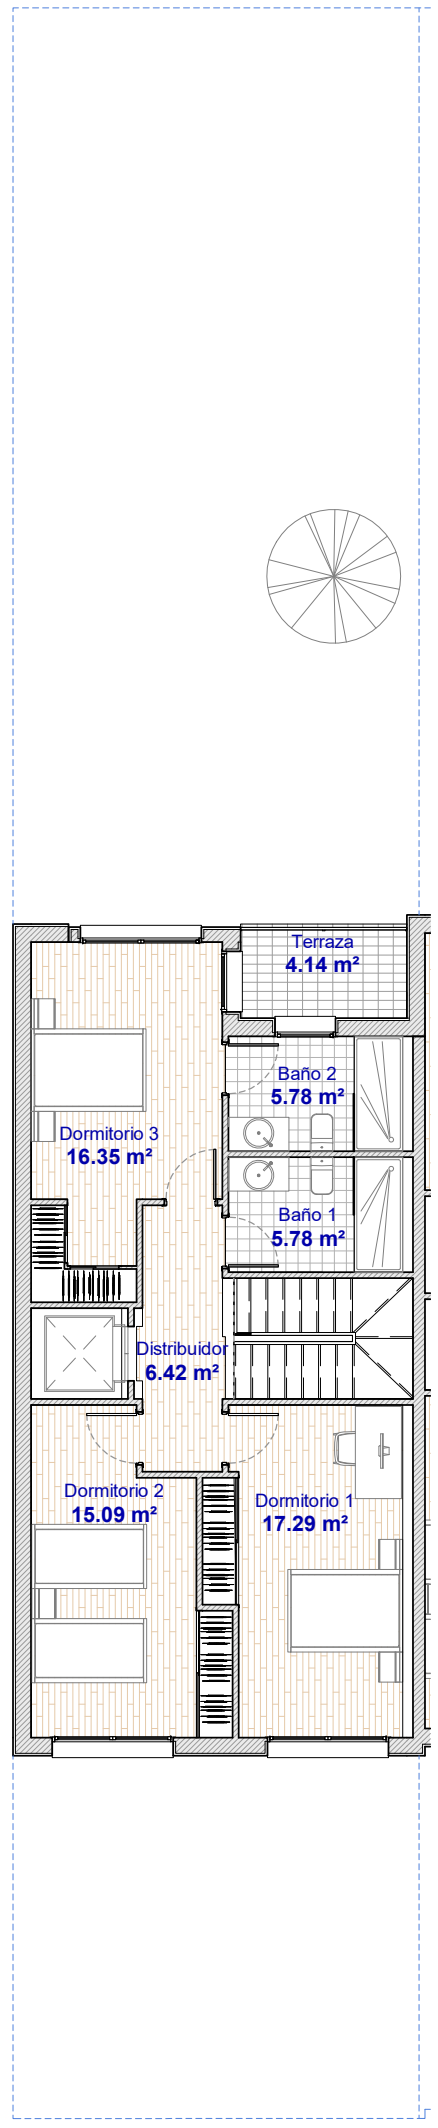 Terraza
4.14 m²
Baño 2
5.78 m²
Dormitorio 3
16.35 m²
Baño 1
5.78 m²
Distribuidor
6.42 m²
Dormitorio 2
15.09 m²
Dormitorio 1
17.29 m²